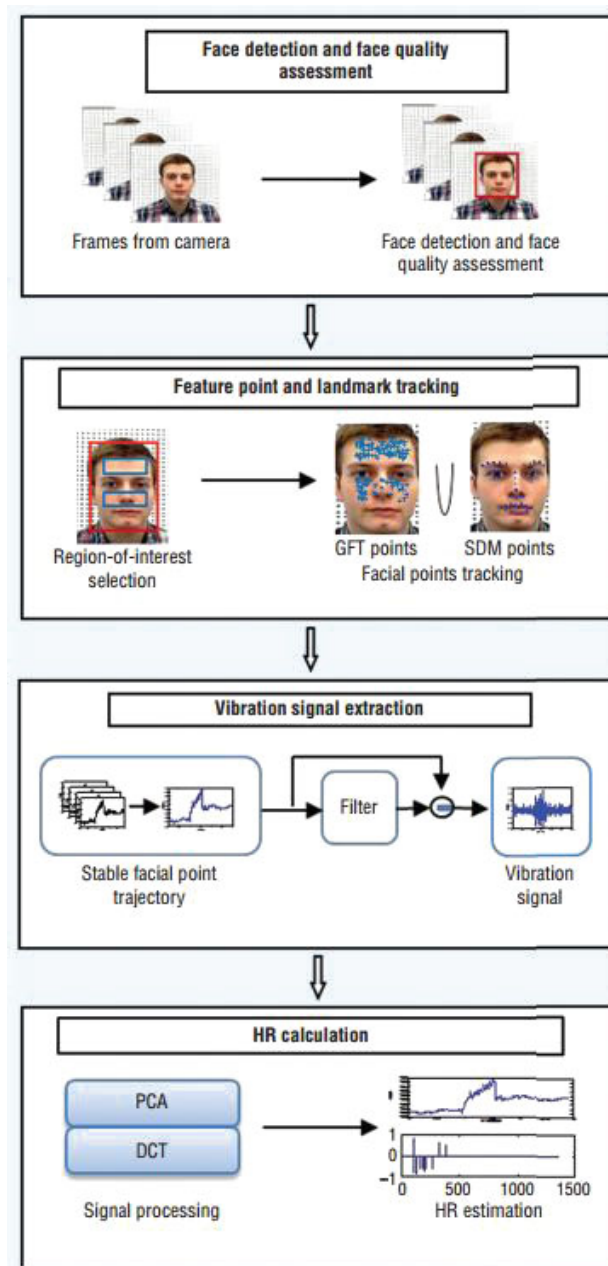 Face detection and face quality
assessment
Frames from camera
Face detection and face
quality assessment
Feature point and landmark tracking
Region-of-interest
selection
GFT points
SDM points
Facial points tracking
Vibration signal extraction
Filter
Stable facial point
trajectory
Vibration
signal
HR calculation
PCA
DCT
1
0
−1
0 500 1000 1500
Signal processing
HR estimation